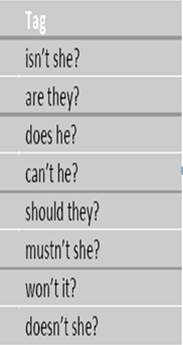 Tag
isn't she?
are they?
does he?
can't he?
should they?
mustn't she?
won't it?
doesn't she?